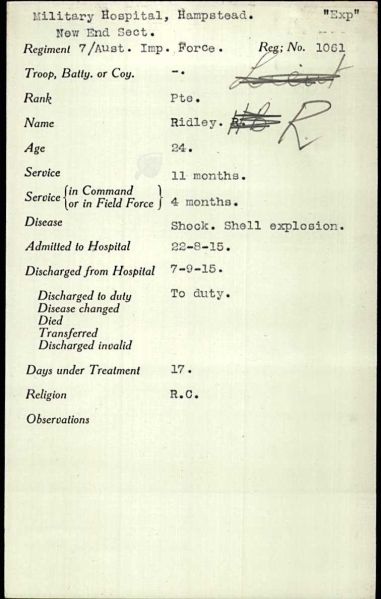 Military Hospital, Hampstead. "Exp"
New End Sect.
Regiment 7/Aust. Imp. Force. Reg; No. 1061
Troop, Batty. or Coy. -.
Rank Pte.
Name Ridley. R
Age 24.
Service 11 months.
Service {in Command or in Field Force} 4 months.
Disease Shock. Shell explosion.
Admitted to Hospital 22-8-15.
Discharged from Hospital 7-9-15.
Discharged to duty To duty.
Disease changed
Died
Transferred
Discharged invalid
Days under Treatment 17.
Religion R.C.
Observations